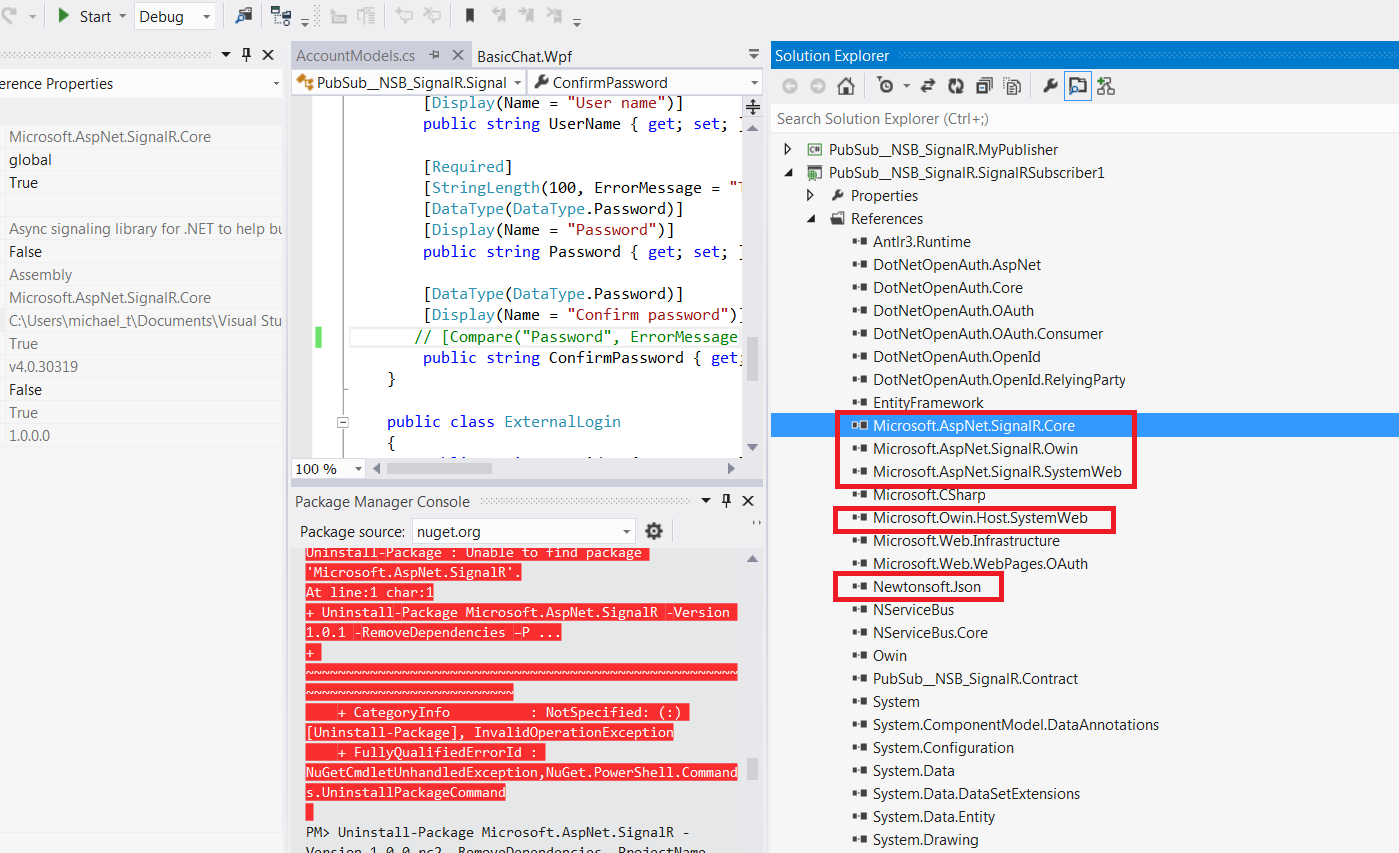 Start
Debug
erence Properties
Microsoft.AspNet.SignalR.Core
global
True
Async signaling library for .NET to help bu
False
Assembly
Microsoft.AspNet.SignalR.Core
C:\Users\michael_t\Documents\Visual Stu
True
v4.0.30319
False
True
1.0.0.0
AccountModels.cs
BasicChat.Wpf
PubSub__NSB_SignalR.Signal
ConfirmPassword
[Display(Name = "User name")]
public string UserName { get; set; }
[Required]
[StringLength(100, ErrorMessage = "T
[DataType(DataType.Password)]
[Display(Name = "Password")]
public string Password { get; set; }
[DataType(DataType.Password)]
[Display(Name = "Confirm password")]
// [Compare("Password", ErrorMessage
public string ConfirmPassword { get;
}
public class ExternalLogin
{
100 %
Package Manager Console
Package source:
nuget.org
Uninstall-Package : Unable to find package
'Microsoft.AspNet.SignalR'.
At line:1 char:1
+ Uninstall-Package Microsoft.AspNet.SignalR -Version
1.0.1 -RemoveDependencies –P ...
+
~~~~~~~~~~~~~~~~~~~~~~~~~~~~~~~~~~~~~~~~~~~~~~~~~~~~~
~~~~~~~~~~~~~~~~~~~~~~~~~
+ CategoryInfo : NotSpecified: (:)
[Uninstall-Package], InvalidOperationException
+ FullyQualifiedErrorId :
NuGetCmdletUnhandledException,NuGet.PowerShell.Command
s.UninstallPackageCommand
PM> Uninstall-Package Microsoft.AspNet.SignalR -
Version 1.0.0-rc2 -RemoveDependencies -ProjectName
Solution Explorer
Search Solution Explorer (Ctrl+;)
PubSub__NSB_SignalR.MyPublisher
PubSub__NSB_SignalR.SignalRSubscriber1
Properties
References
Antlr3.Runtime
DotNetOpenAuth.AspNet
DotNetOpenAuth.Core
DotNetOpenAuth.OAuth
DotNetOpenAuth.OAuth.Consumer
DotNetOpenAuth.OpenId
DotNetOpenAuth.OpenId.RelyingParty
EntityFramework
Microsoft.AspNet.SignalR.Core
Microsoft.AspNet.SignalR.Owin
Microsoft.AspNet.SignalR.SystemWeb
Microsoft.CSharp
Microsoft.Owin.Host.SystemWeb
Microsoft.Web.Infrastructure
Microsoft.Web.WebPages.OAuth
Newtonsoft.Json
NServiceBus
NServiceBus.Core
Owin
PubSub__NSB_SignalR.Contract
System
System.ComponentModel.DataAnnotations
System.Configuration
System.Data
System.Data.DataSetExtensions
System.Data.Entity
System.Drawing